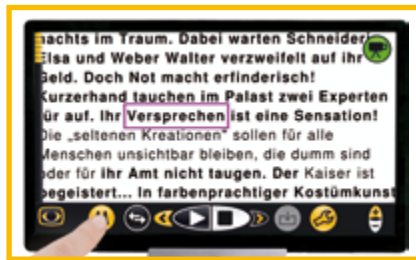 nachts im Traum. Dabei warten Schneider
Elsa und Weber Walter verzweifelt auf ihr
Geld. Doch Not macht erfinderisch!
Kurzerhand tauchen im Palast zwei Experten
für auf. Ihr Versprechen ist eine Sensation!
Die „seltenen Kreationen" sollen für alle
Menschen unsichtbar bleiben, die dumm sind
oder für ihr Amt nicht taugen. Der Kaiser ist
begeistert... In farbenprachtiger Kostümkunst